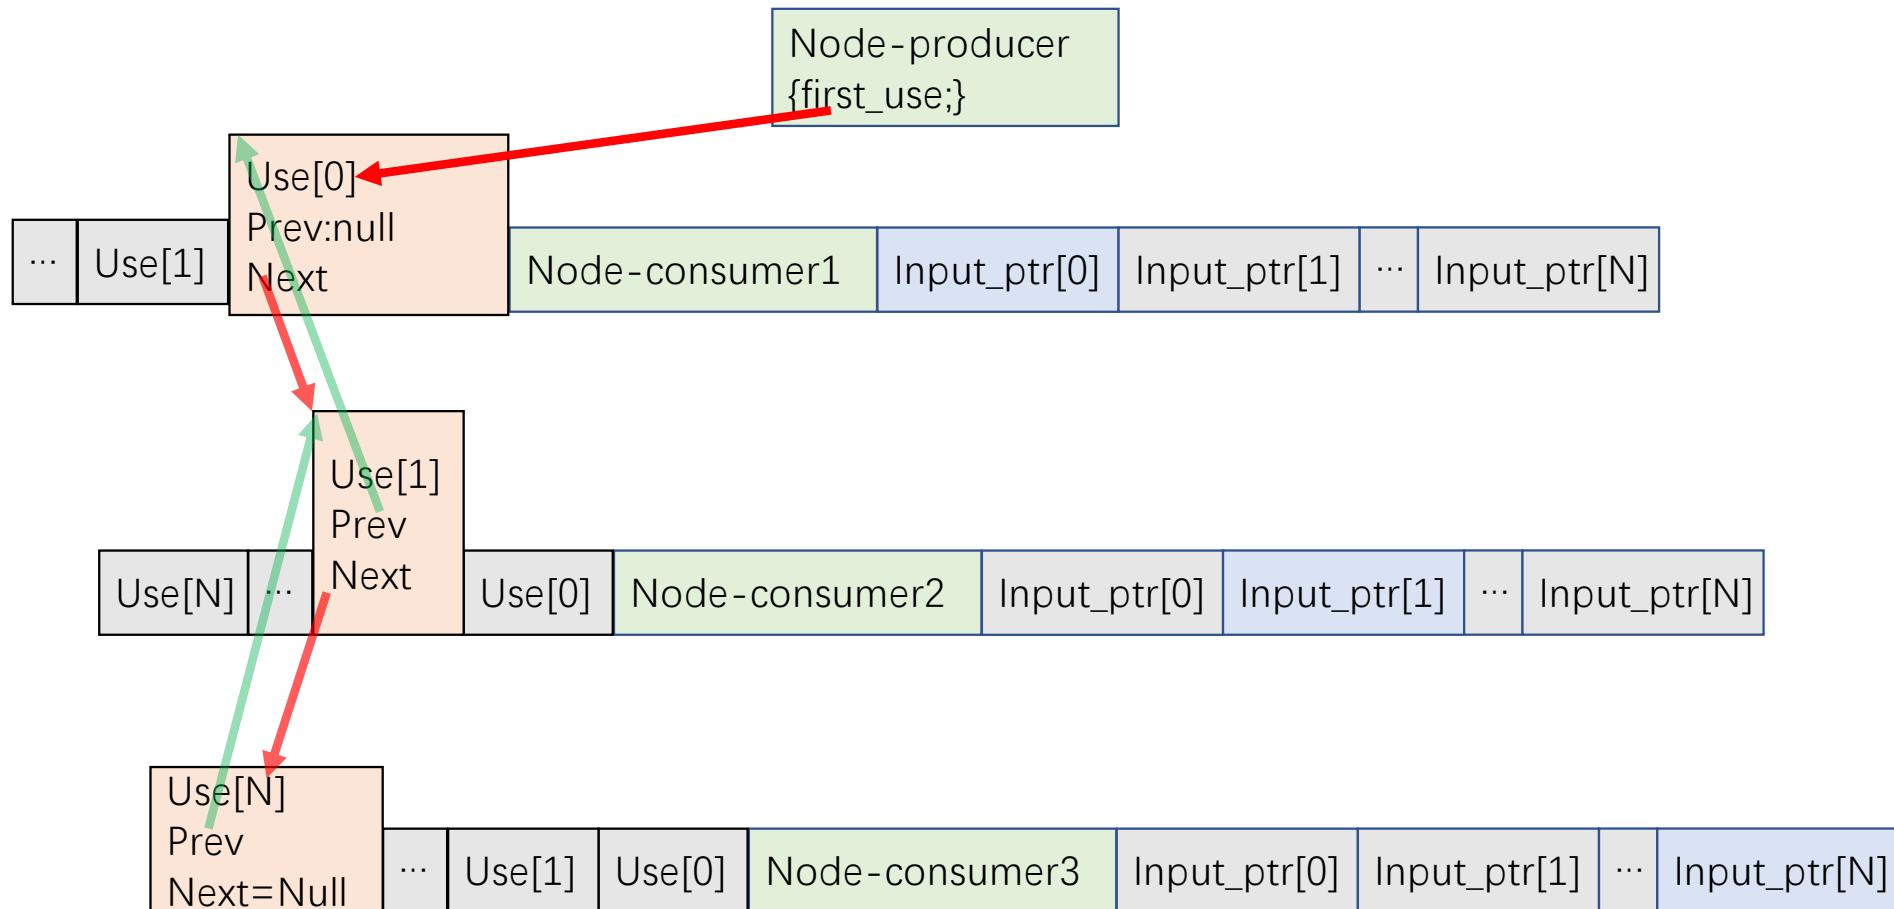 Node-producer
{first_use;}
Use[0]
Prev:null
Next
... Use[1] Node-consumer1 Input_ptr[0] Input_ptr[1] ... Input_ptr[N]
Use[1]
Prev
Next
Use[N] ... Use[0] Node-consumer2 Input_ptr[0] Input_ptr[1] ... Input_ptr[N]
Use[N]
Prev
Next=Null
... Use[1] Use[0] Node-consumer3 Input_ptr[0] Input_ptr[1] ... Input_ptr[N]